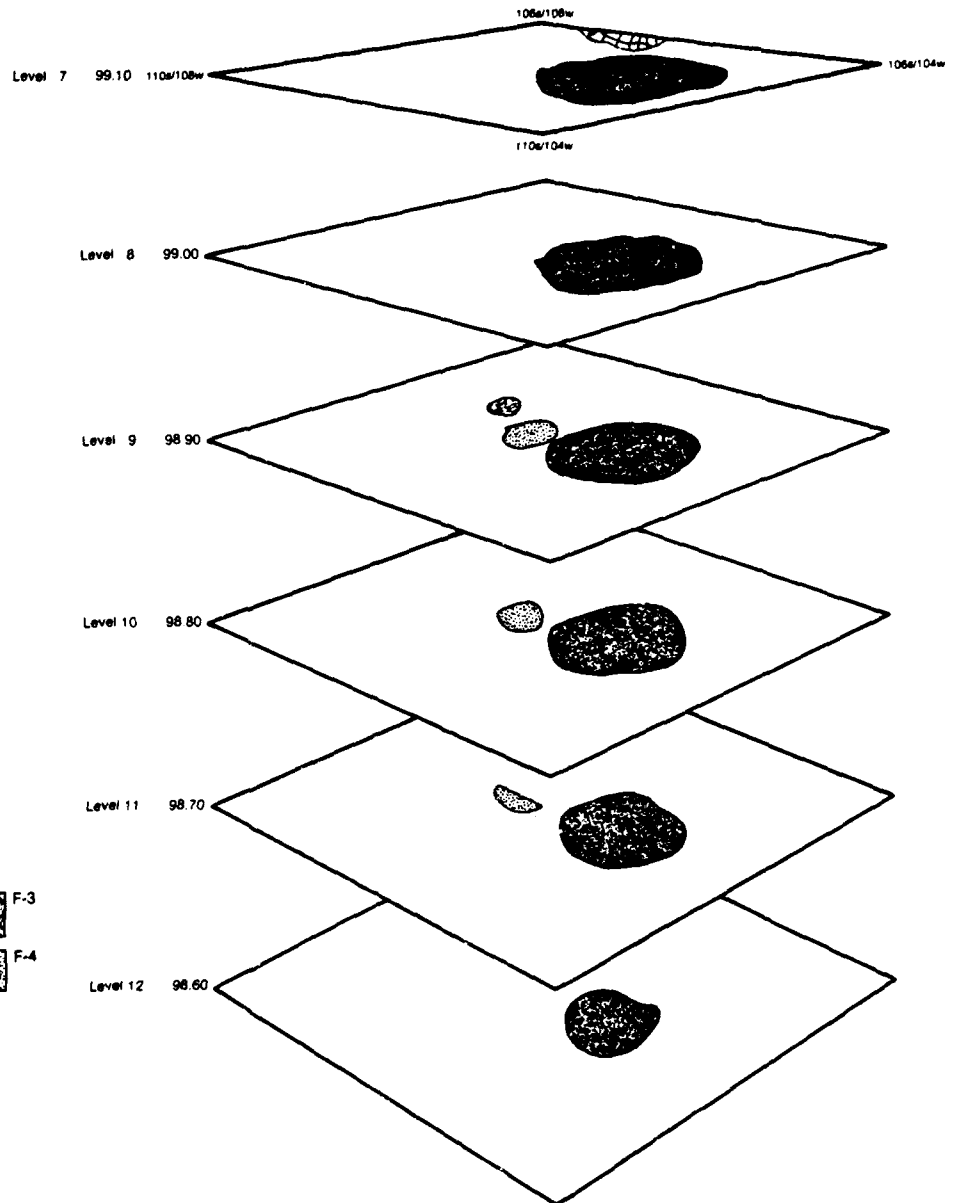 106s/108w
Level 7 99.10 110s/108w
106s/104w
110s/104w
Level 8 99.00
Level 9 98.90
Level 10 98.80
Level 11 98.70
F-3
F-4
Level 12 98.60